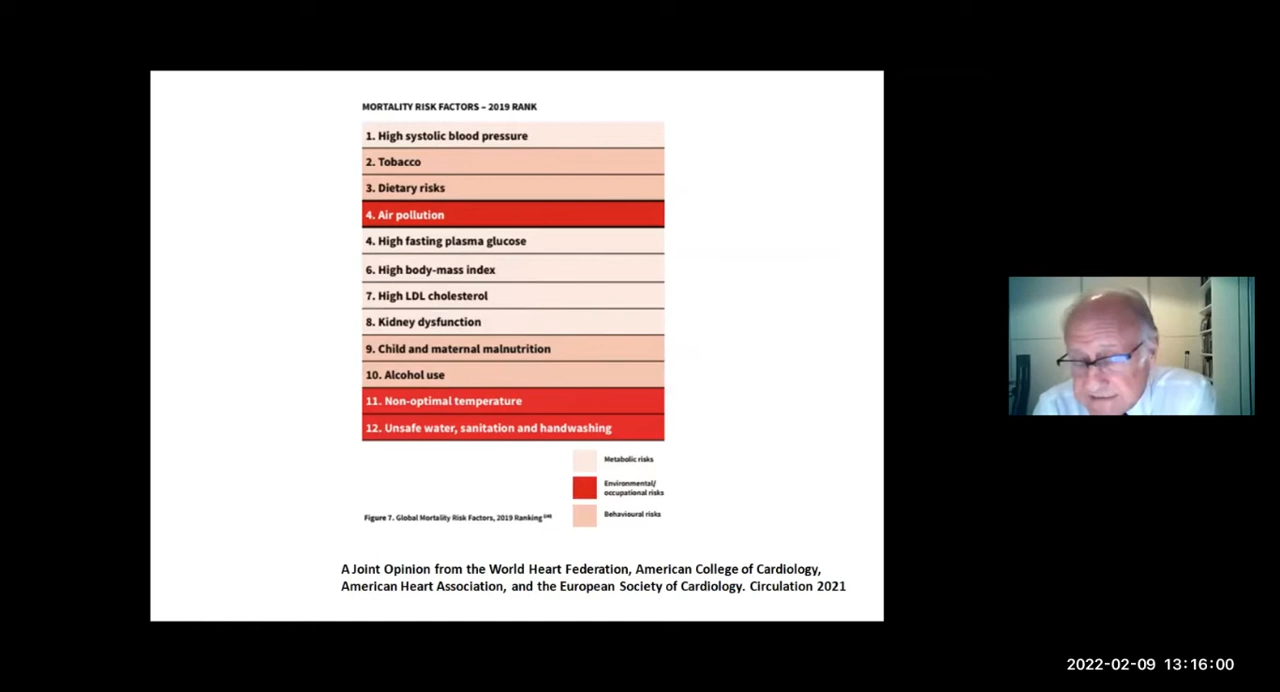 MORTALITY RISK FACTORS – 2019 RANK
1. High systolic blood pressure
2. Tobacco
3. Dietary risks
4. Air pollution
4. High fasting plasma glucose
6. High body-mass index
7. High LDL cholesterol
8. Kidney dysfunction
9. Child and maternal malnutrition
10. Alcohol use
11. Non-optimal temperature
12. Unsafe water, sanitation and handwashing
Metabolic risks
Environmental/
occupational risks
Behavioural risks
Figure 7. Global Mortality Risk Factors, 2019 Ranking
A Joint Opinion from the World Heart Federation, American College of Cardiology,
American Heart Association, and the European Society of Cardiology. Circulation 2021
2022-02-09 13:16:00